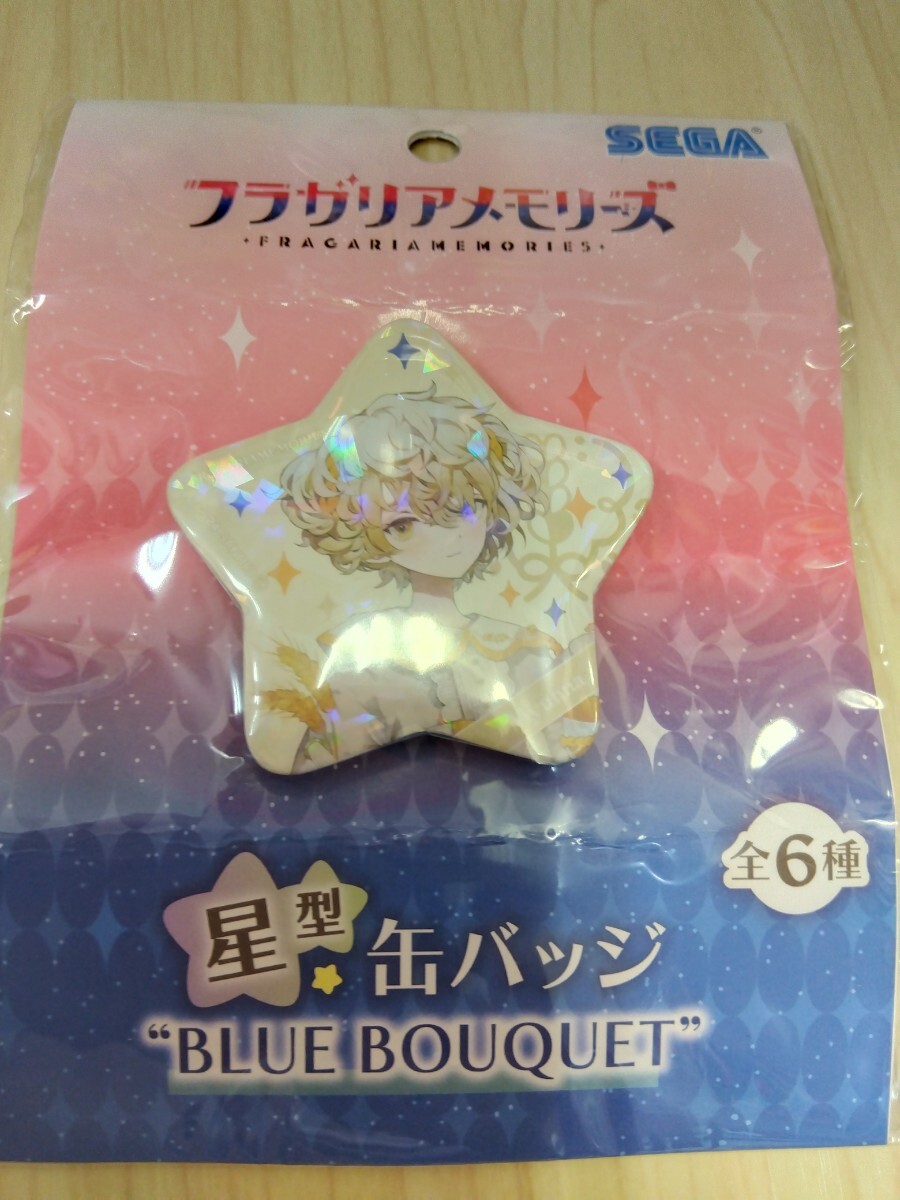 SEGA
フラガリアメモリーズ
・FRAGARIAMEMORIES・
全6種
星型
缶バッジ
“BLUE BOUQUET”